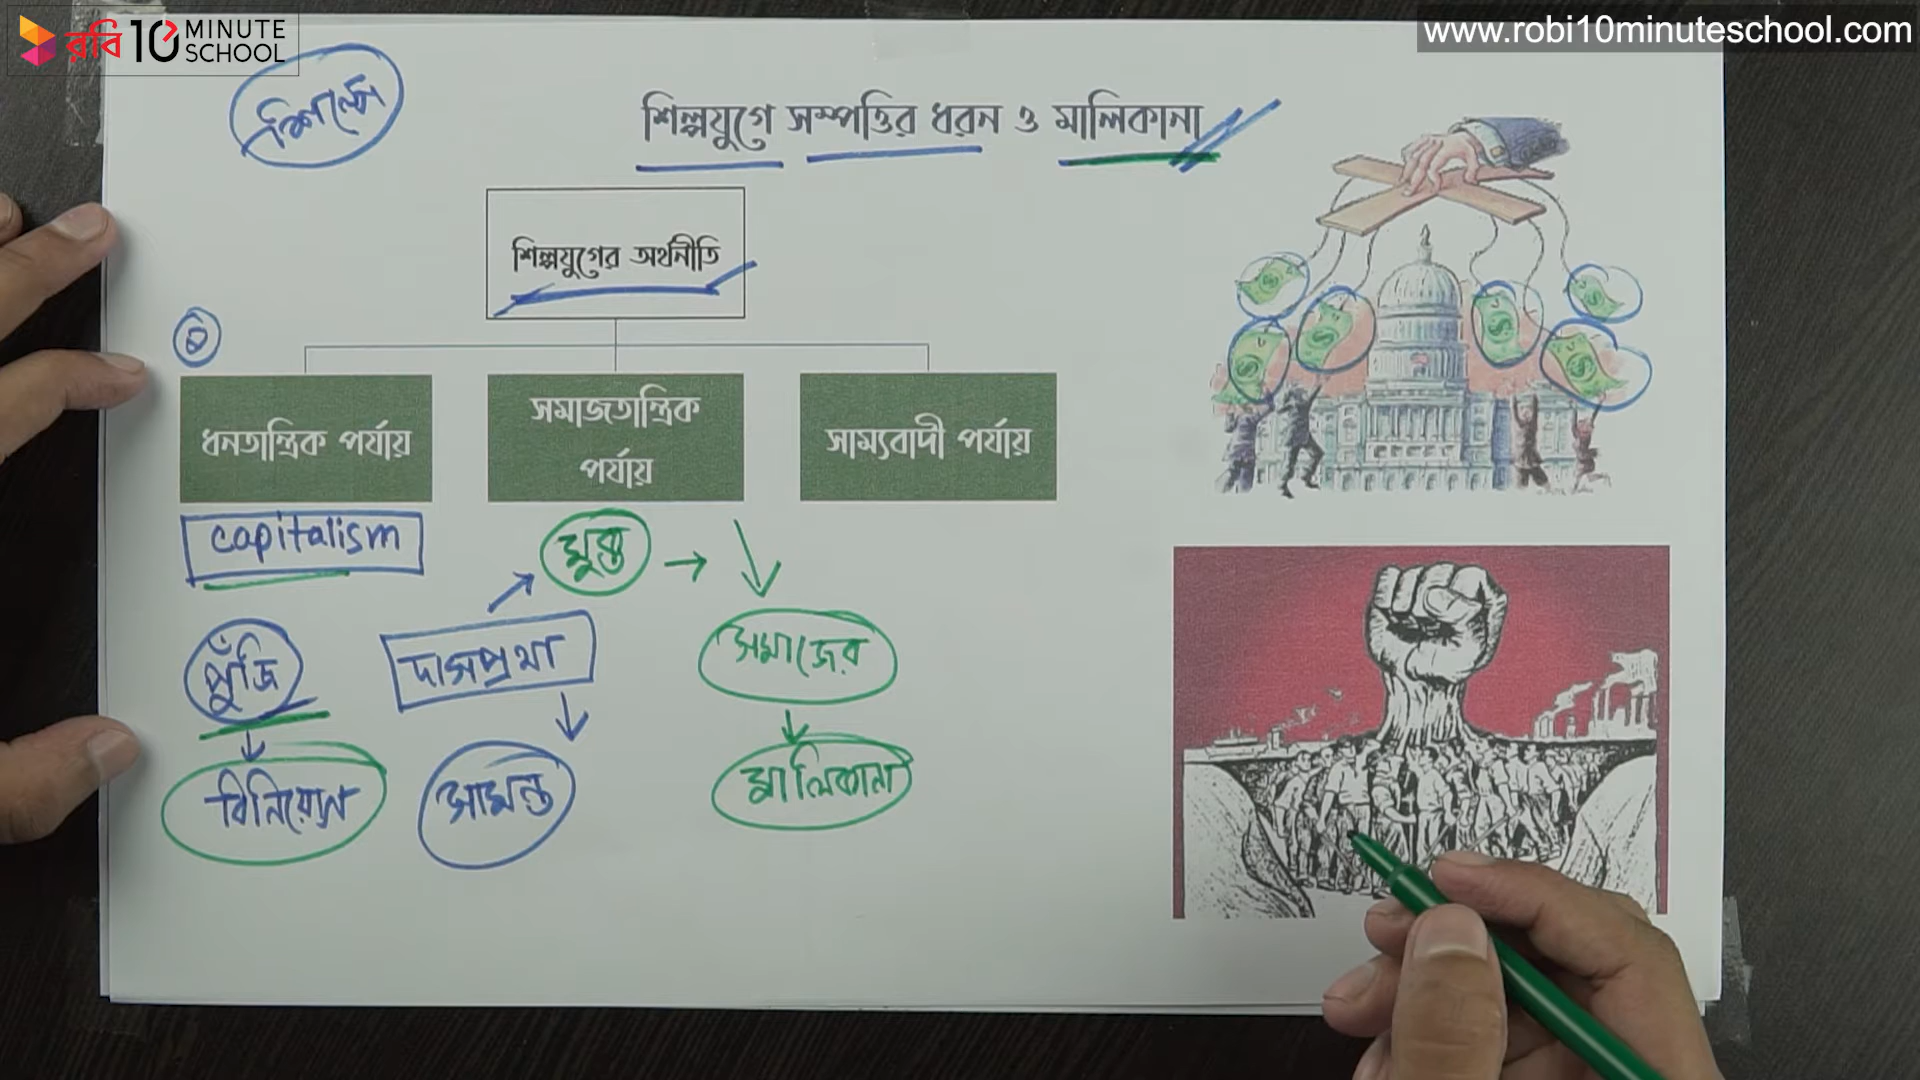 রবি 10 MINUTE SCHOOL
www.robi10minuteschool.com
শিল্পযুগে সম্পত্তির ধরন ও মালিকানা
শিল্পযুগের অর্থনীতি
ধনতান্ত্রিক পর্যায়
সমাজতান্ত্রিক
পর্যায়
সাম্যবাদী পর্যায়
capitalism
মুক্ত
পুঁজি
দাসপ্রথা
সমাজের
বিনিয়োগ
সামন্ত
মালিকানা